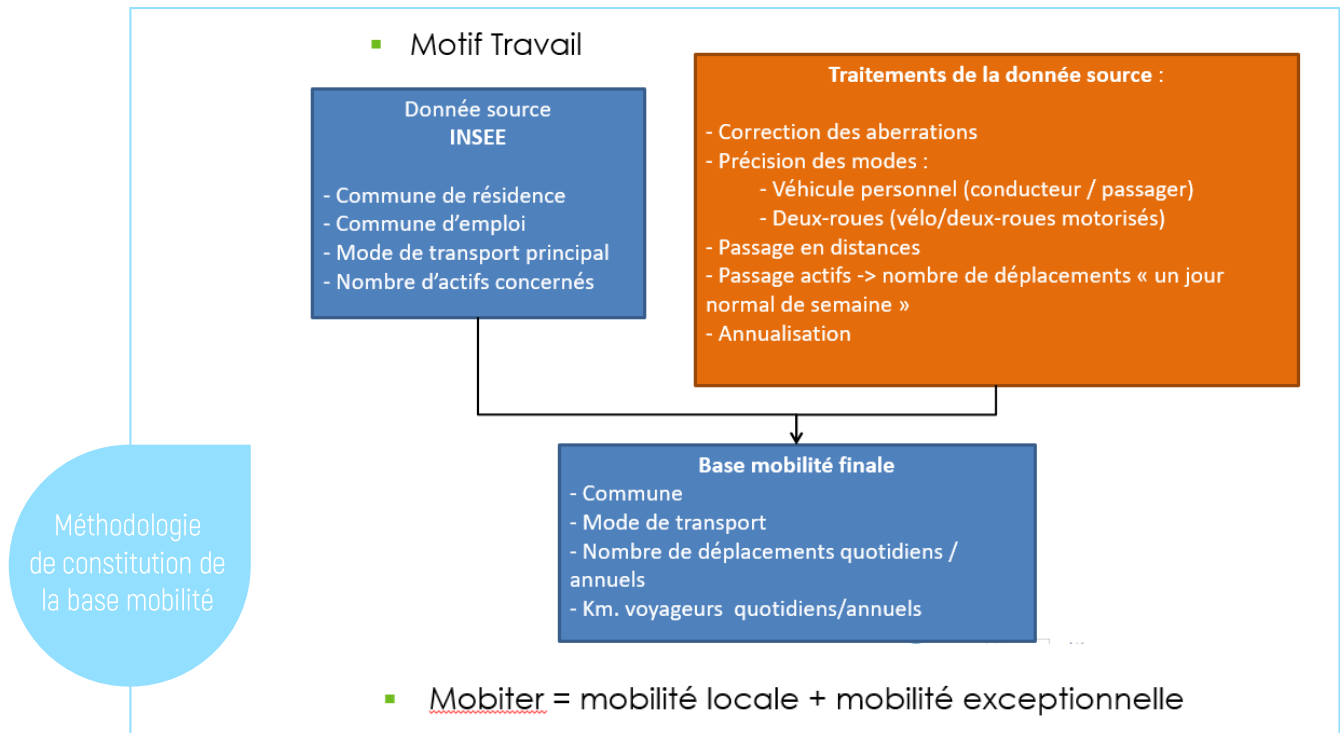 ▪ Motif Travail
Donnée source
INSEE
- Commune de résidence
- Commune d'emploi
- Mode de transport principal
- Nombre d'actifs concernés
Traitements de la donnée source :
- Correction des aberrations
- Précision des modes :
- Véhicule personnel (conducteur / passager)
- Deux-roues (vélo/deux-roues motorisés)
- Passage en distances
- Passage actifs -> nombre de déplacements « un jour
normal de semaine »
- Annualisation
Base mobilité finale
- Commune
- Mode de transport
- Nombre de déplacements quotidiens /
annuels
- Km. voyageurs quotidiens/annuels
Méthodologie
de constitution de
la base mobilité
▪ Mobiter = mobilité locale + mobilité exceptionnelle